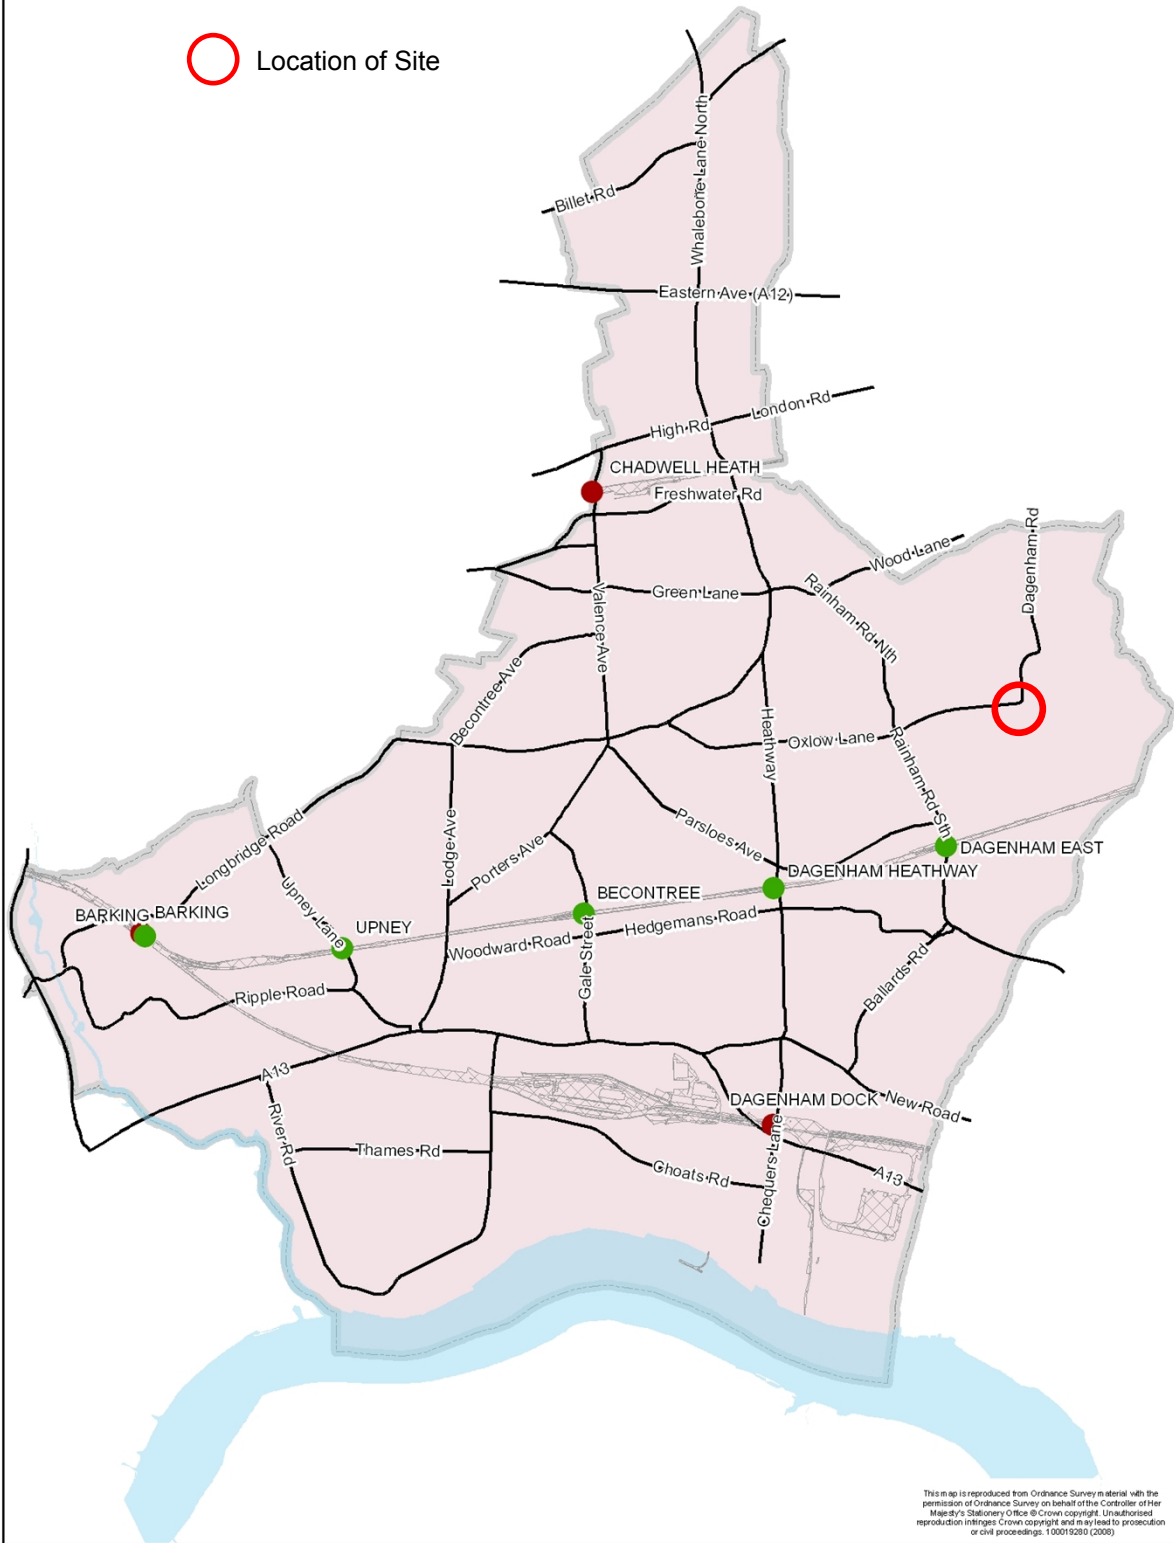 Location of Site
Whalebone Lane North
Billet Rd
Eastern Ave (A12)
London Rd
High Rd
CHADWELL HEATH
Freshwater Rd
Dagenham Rd
Wood Lane
Rainham Rd Nth
Green Lane
Valence Ave
Becontree Ave
Heathway
Oxlow Lane
Rainham Rd Sth
Parsloes Ave
Longbridge Road
Lodge Ave
Porters Ave
DAGENHAM EAST
DAGENHAM HEATHWAY
BECONTREE
Upney Lane
BARKING
BARKING
UPNEY
Hedgemans Road
Woodward Road
Gale Street
Ballards Rd
Ripple Road
A13
DAGENHAM DOCK
New Road
River Rd
Thames Rd
Choats Rd
Chequers Lane
A13
This map is reproduced from Ordnance Survey material with the
permission of Ordnance Survey on behalf of the Controller of Her
Majesty's Stationery Office © Crown copyright. Unauthorised
reproduction infringes Crown copyright and may lead to prosecution
or civil proceedings. 100019280 (2008)